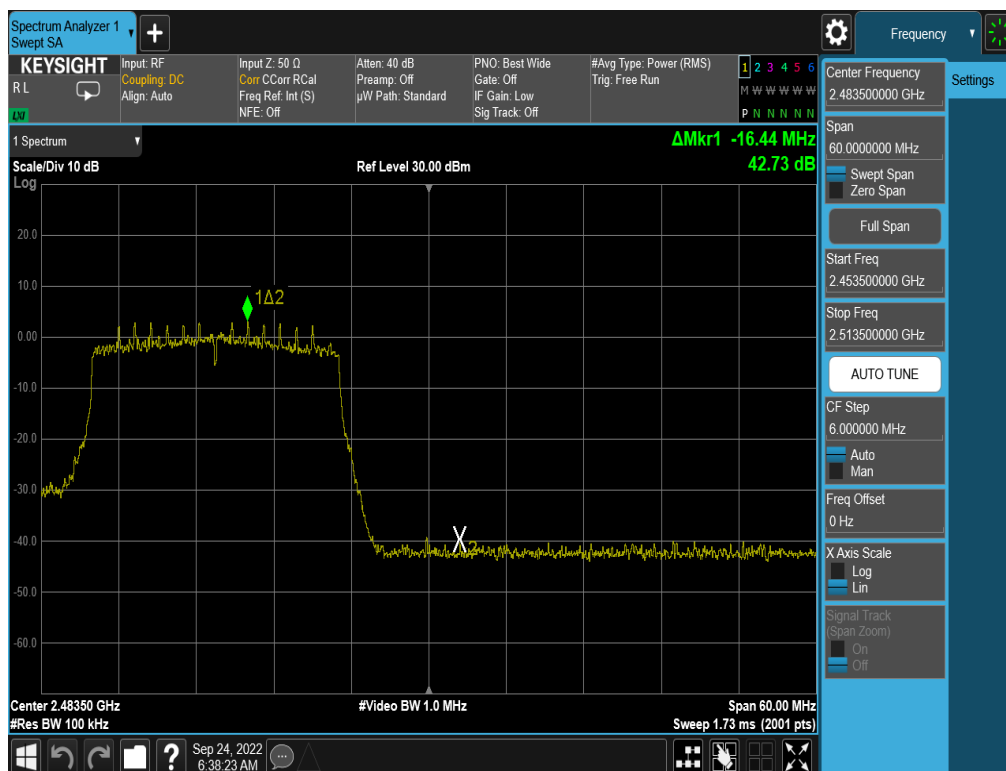 Spectrum Analyzer 1
Swept SA
+
Frequency
KEYSIGHT
R L
LXI
Input: RF
Coupling: DC
Align: Auto
Input Z: 50 Ω
Corr CCorr RCal
Freq Ref: Int (S)
NFE: Off
Atten: 40 dB
Preamp: Off
µW Path: Standard
PNO: Best Wide
Gate: Off
IF Gain: Low
Sig Track: Off
#Avg Type: Power (RMS)
Trig: Free Run
1 2 3 4 5 6
M W W W W W
P N N N N N
1 Spectrum
Scale/Div 10 dB
Ref Level 30.00 dBm
ΔMkr1 -16.44 MHz
42.73 dB
Log
20.0
10.0
0.00
-10.0
-20.0
-30.0
-40.0
-50.0
-60.0
1Δ2
X2
Center 2.48350 GHz
#Res BW 100 kHz
#Video BW 1.0 MHz
Span 60.00 MHz
Sweep 1.73 ms (2001 pts)
Center Frequency
2.483500000 GHz
Settings
Span
60.0000000 MHz
Swept Span
Zero Span
Full Span
Start Freq
2.453500000 GHz
Stop Freq
2.513500000 GHz
AUTO TUNE
CF Step
6.000000 MHz
Auto
Man
Freq Offset
0 Hz
X Axis Scale
Log
Lin
Signal Track
(Span Zoom)
On
Off
?
Sep 24, 2022
6:38:23 AM